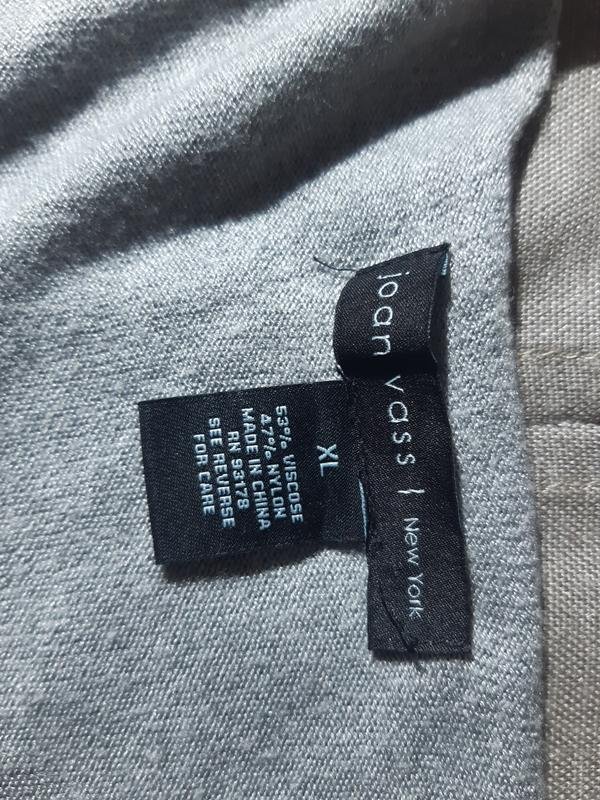 joan vass | New York
XL
53% VISCOSE
47% NYLON
MADE IN CHINA
RN 93178
SEE REVERSE
FOR CARE